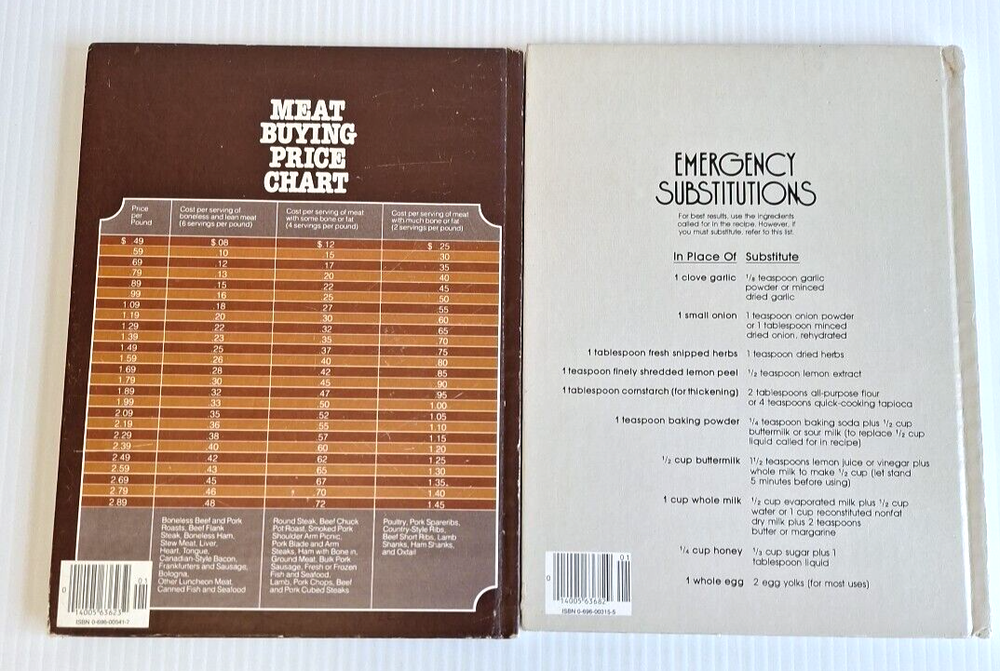 MEAT
BUYING
PRICE
CHART
Price per Pound | Cost per serving of boneless and lean meat (6 servings per pound) | Cost per serving of meat with some bone or fat (4 servings per pound) | Cost per serving of meat with much bone or fat (2 servings per pound)
$ .49 $.08 $.12 $ .25
.59 .10 .15 .30
.69 .12 .17 .35
.79 .13 .20 .40
.89 .15 .22 .45
.99 .16 .25 .50
1.09 .18 .27 .55
1.19 .20 .30 .60
1.29 .22 .32 .65
1.39 .23 .35 .70
1.49 .25 .37 .75
1.59 .26 .40 .80
1.69 .28 .42 .85
1.79 .30 .45 .90
1.89 .32 .47 .95
1.99 .33 .50 1.00
2.09 .35 .52 1.05
2.19 .36 .55 1.10
2.29 .38 .57 1.15
2.39 .40 .60 1.20
2.49 .42 .62 1.25
2.59 .43 .65 1.30
2.69 .45 .67 1.35
2.79 .46 .70 1.40
2.89 .48 .72 1.45
Boneless Beef and Pork
Roasts, Beef Flank
Steak, Boneless Ham,
Stew Meat, Liver,
Heart, Tongue,
Canadian-Style Bacon,
Frankfurters and Sausage,
Bologna,
Other Luncheon Meat,
Canned Fish and Seafood
Round Steak, Beef Chuck
Pot Roast, Smoked Pork
Shoulder Arm Picnic,
Pork Blade and Arm
Steaks, Ham with Bone in,
Ground Meat, Bulk Pork
Sausage, Fresh or Frozen
Fish and Seafood,
Lamb, Pork Chops, Beef
and Pork Cubed Steaks
Poultry, Pork Spareribs,
Country-Style Ribs,
Beef Short Ribs, Lamb
Shanks, Ham Shanks,
and Oxtail
01
0 14005 63623
ISBN 0-696-00541-7
EMERGENCY
SUBSTITUTIONS
For best results, use the ingredients
called for in the recipe. However, if
you must substitute, refer to this list.
In Place Of Substitute
1 clove garlic 1/8 teaspoon garlic
powder or minced
dried garlic
1 small onion 1 teaspoon onion powder
or 1 tablespoon minced
dried onion, rehydrated
1 tablespoon fresh snipped herbs 1 teaspoon dried herbs
1 teaspoon finely shredded lemon peel 1/2 teaspoon lemon extract
1 tablespoon cornstarch (for thickening) 2 tablespoons all-purpose flour
or 4 teaspoons quick-cooking tapioca
1 teaspoon baking powder 1/4 teaspoon baking soda plus 1/2 cup
buttermilk or sour milk (to replace 1/2 cup
liquid called for in recipe)
1/2 cup buttermilk 1 1/2 teaspoons lemon juice or vinegar plus
whole milk to make 1/2 cup (let stand
5 minutes before using)
1 cup whole milk 1/2 cup evaporated milk plus 1/2 cup
water or 1 cup reconstituted nonfat
dry milk plus 2 teaspoons
butter or margarine
1/4 cup honey 1/3 cup sugar plus 1
tablespoon liquid
1 whole egg 2 egg yolks (for most uses)
01
0 14005 63682
ISBN 0-696-00315-5